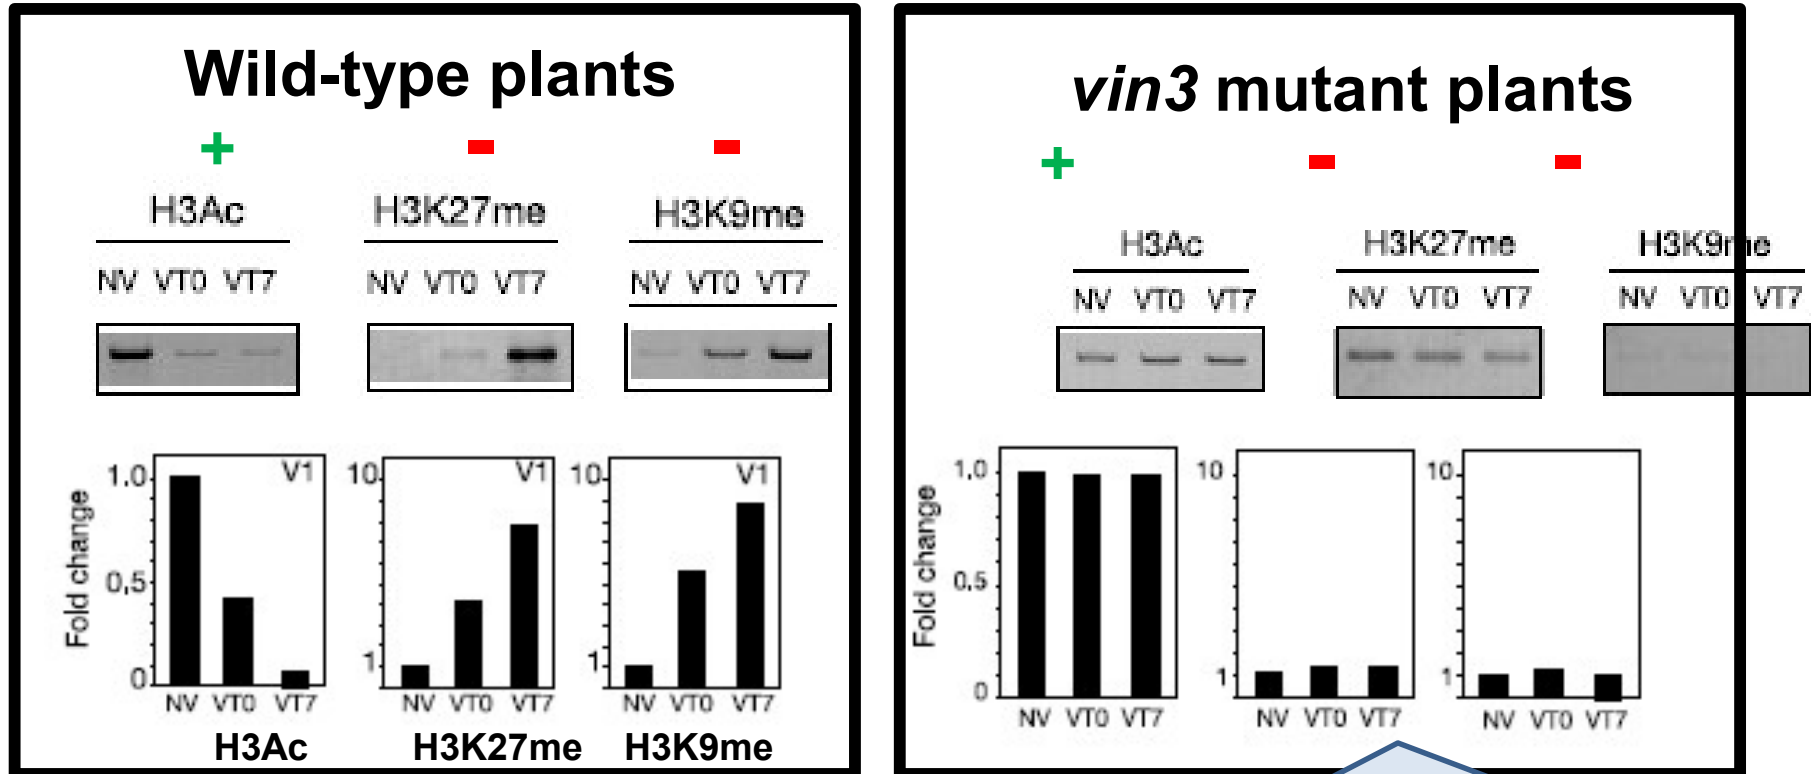 Wild-type plants
+ - -
H3Ac H3K27me H3K9me
NV VT0 VT7 NV VT0 VT7 NV VT0 VT7
1.0 V1 10 V1 10 V1
Fold change
0,5
0 1 1
NV VT0 VT7 NV VT0 VT7 NV VT0 VT7
H3Ac H3K27me H3K9me
vin3 mutant plants
+ - -
H3Ac H3K27me H3K9me
NV VT0 VT7 NV VT0 VT7 NV VT0 VT7
1,0 10 10
Fold change
0.5
0 1 1
NV VT0 VT7 NV VT0 VT7 NV VT0 VT7